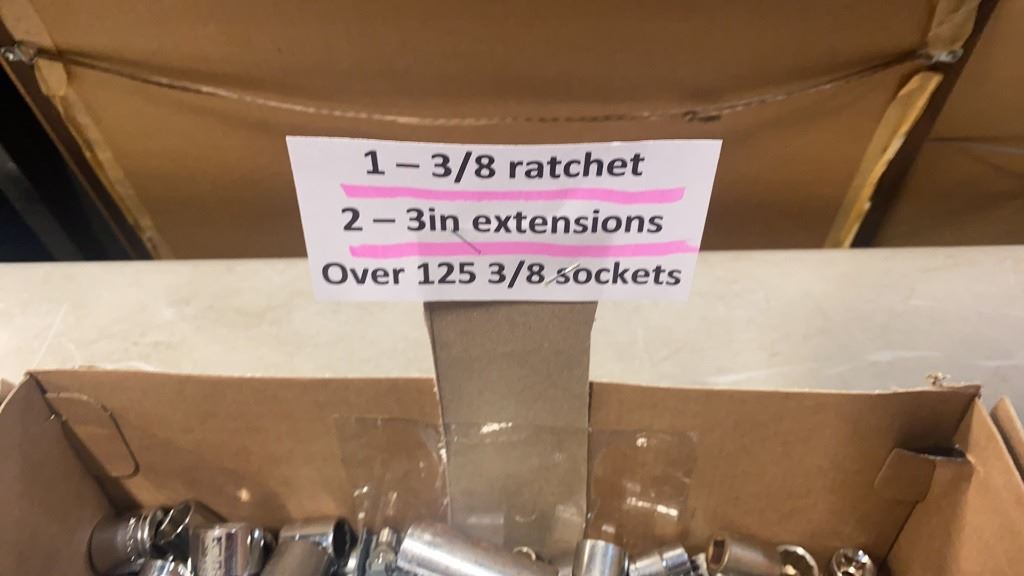 1 – 3/8 ratchet
2 – 3in extensions
Over 125 3/8 sockets